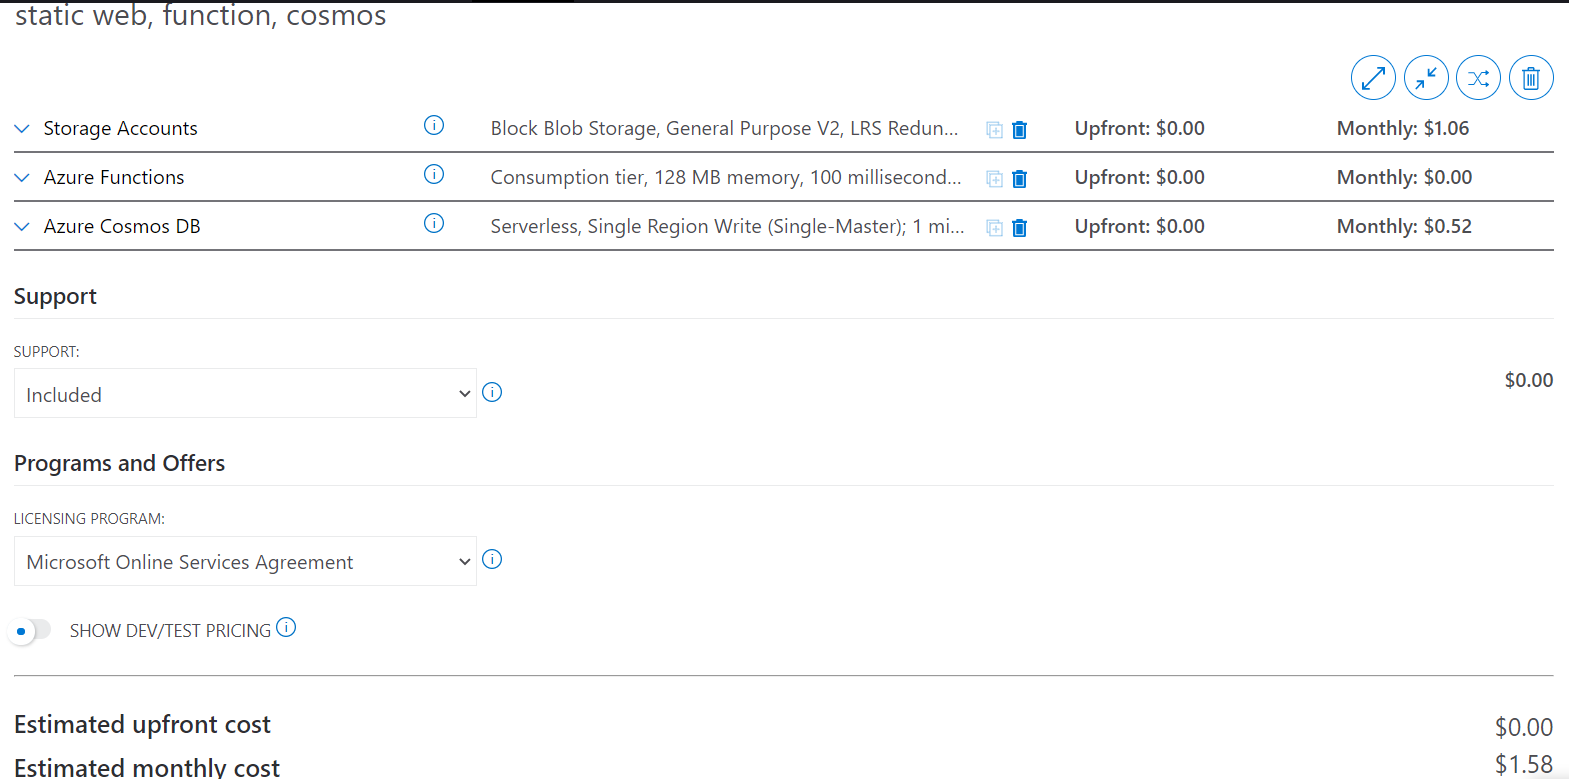 static web, function, cosmos
Storage Accounts Block Blob Storage, General Purpose V2, LRS Redun... Upfront: $0.00 Monthly: $1.06
Azure Functions Consumption tier, 128 MB memory, 100 millisecond... Upfront: $0.00 Monthly: $0.00
Azure Cosmos DB Serverless, Single Region Write (Single-Master); 1 mi... Upfront: $0.00 Monthly: $0.52
Support
SUPPORT:
Included $0.00
Programs and Offers
LICENSING PROGRAM:
Microsoft Online Services Agreement
SHOW DEV/TEST PRICING
Estimated upfront cost $0.00
Estimated monthly cost $1.58